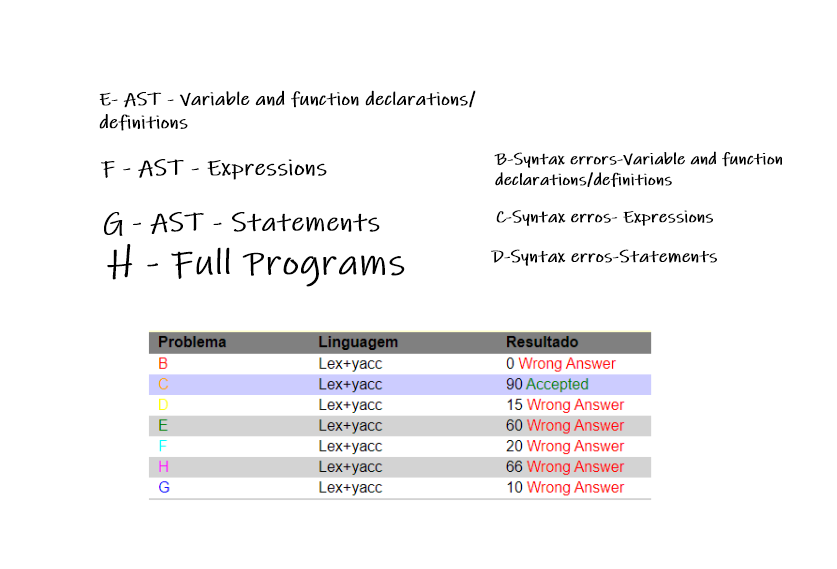 E- AST - Variable and function declarations/
definitions
F - AST - Expressions
G - AST - Statements
H - Full Programs
B-Syntax errors-Variable and function
declarations/definitions
C-Syntax erros- Expressions
D-Syntax erros-Statements
Problema Linguagem Resultado
B Lex+yacc 0 Wrong Answer
C Lex+yacc 90 Accepted
D Lex+yacc 15 Wrong Answer
E Lex+yacc 60 Wrong Answer
F Lex+yacc 20 Wrong Answer
H Lex+yacc 66 Wrong Answer
G Lex+yacc 10 Wrong Answer